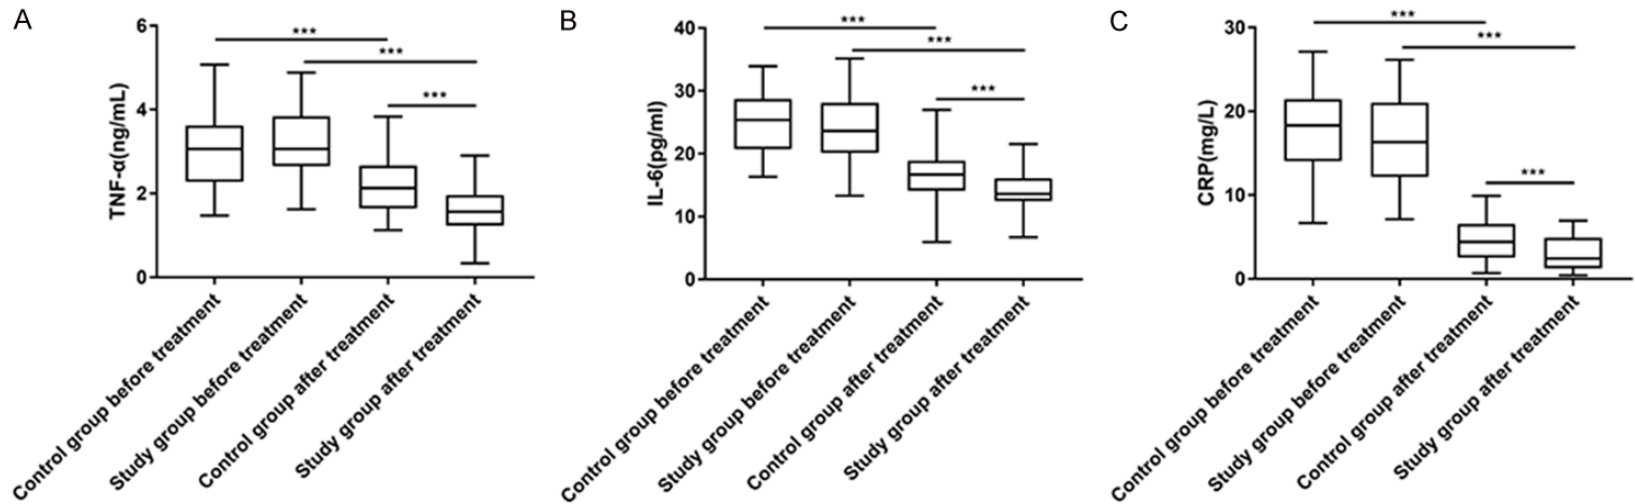 A
TNF-α(ng/mL)
6
4
2
0
***
***
***
Control group before treatment
Study group before treatment
Control group after treatment
Study group after treatment
B
IL-6(pg/ml)
40
30
20
10
0
***
***
***
Control group before treatment
Study group before treatment
Control group after treatment
Study group after treatment
C
CRP(mg/L)
30
20
10
0
***
***
***
Control group before treatment
Study group before treatment
Control group after treatment
Study group after treatment